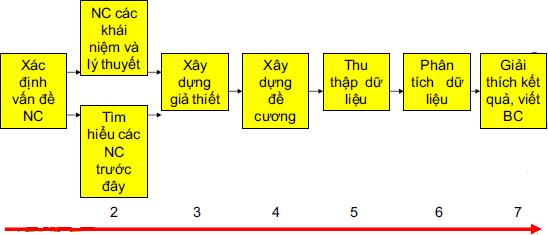 Xác
định
vấn đề
NC
NC các
khái
niệm và
lý thuyết
Tìm
hiểu các
NC
trước
đây
Xây
dựng
giả thiết
Xây
dựng
đề
cương
Thu
thập dữ
liệu
Phân
tích dữ
liệu
Giải
thích kết
quả, viết
BC
2
3
4
5
6
7